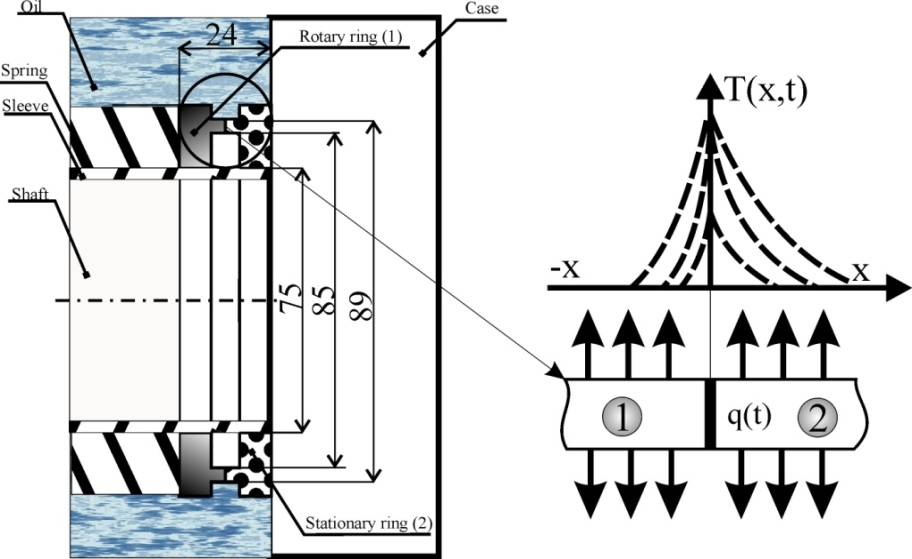 Oil
24
Rotary ring (1)
Case
Spring
Sleeve
Shaft
75
85
89
Stationary ring (2)
T(x,t)
-x
x
1
q(t)
2